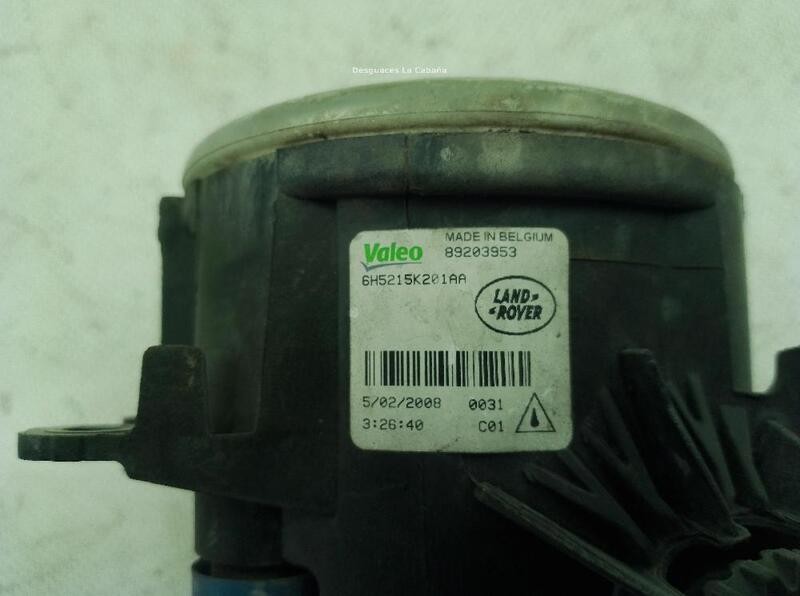 Desguaces La Cabaña
Valeo
MADE IN BELGIUM
89203953
6H5215K201AA
LAND-
-ROVER
5/02/2008 0031
3:26:40 C01